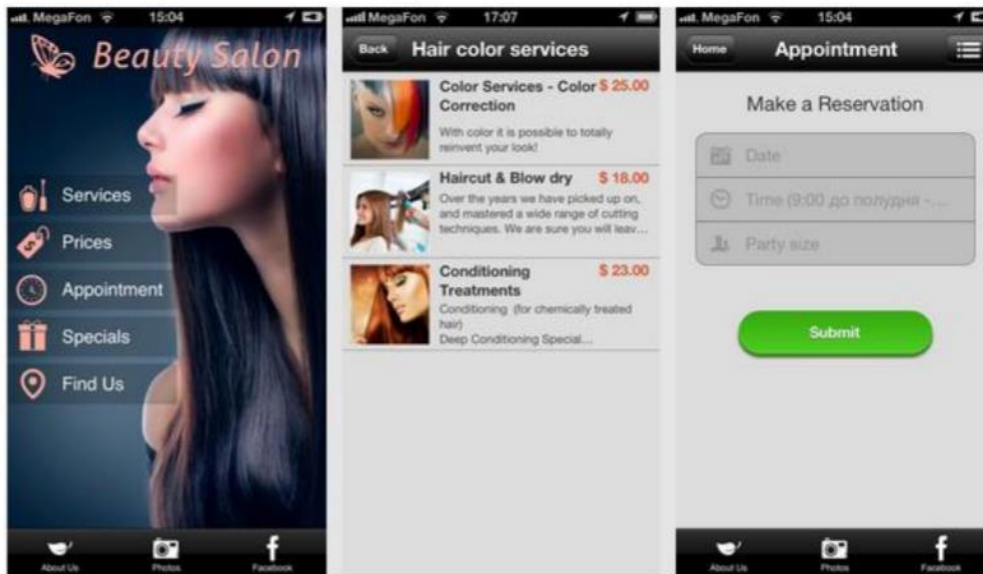 MegaFon 15:04
Beauty Salon
Services
Prices
Appointment
Specials
Find Us
About Us Photos Facebook
MegaFon 17:07
Back Hair color services
Color Services - Color $ 25.00
Correction
With color it is possible to totally
reinvent your look!
Haircut & Blow dry $ 18.00
Over the years we have picked up on,
and mastered a wide range of cutting
techniques. We are sure you will leav...
Conditioning $ 23.00
Treatments
Conditioning (for chemically treated
hair)
Deep Conditioning Special...
MegaFon 15:04
Home Appointment
Make a Reservation
Date
Time (9:00 до полудня -...
Party size
Submit
About Us Photos Facebook